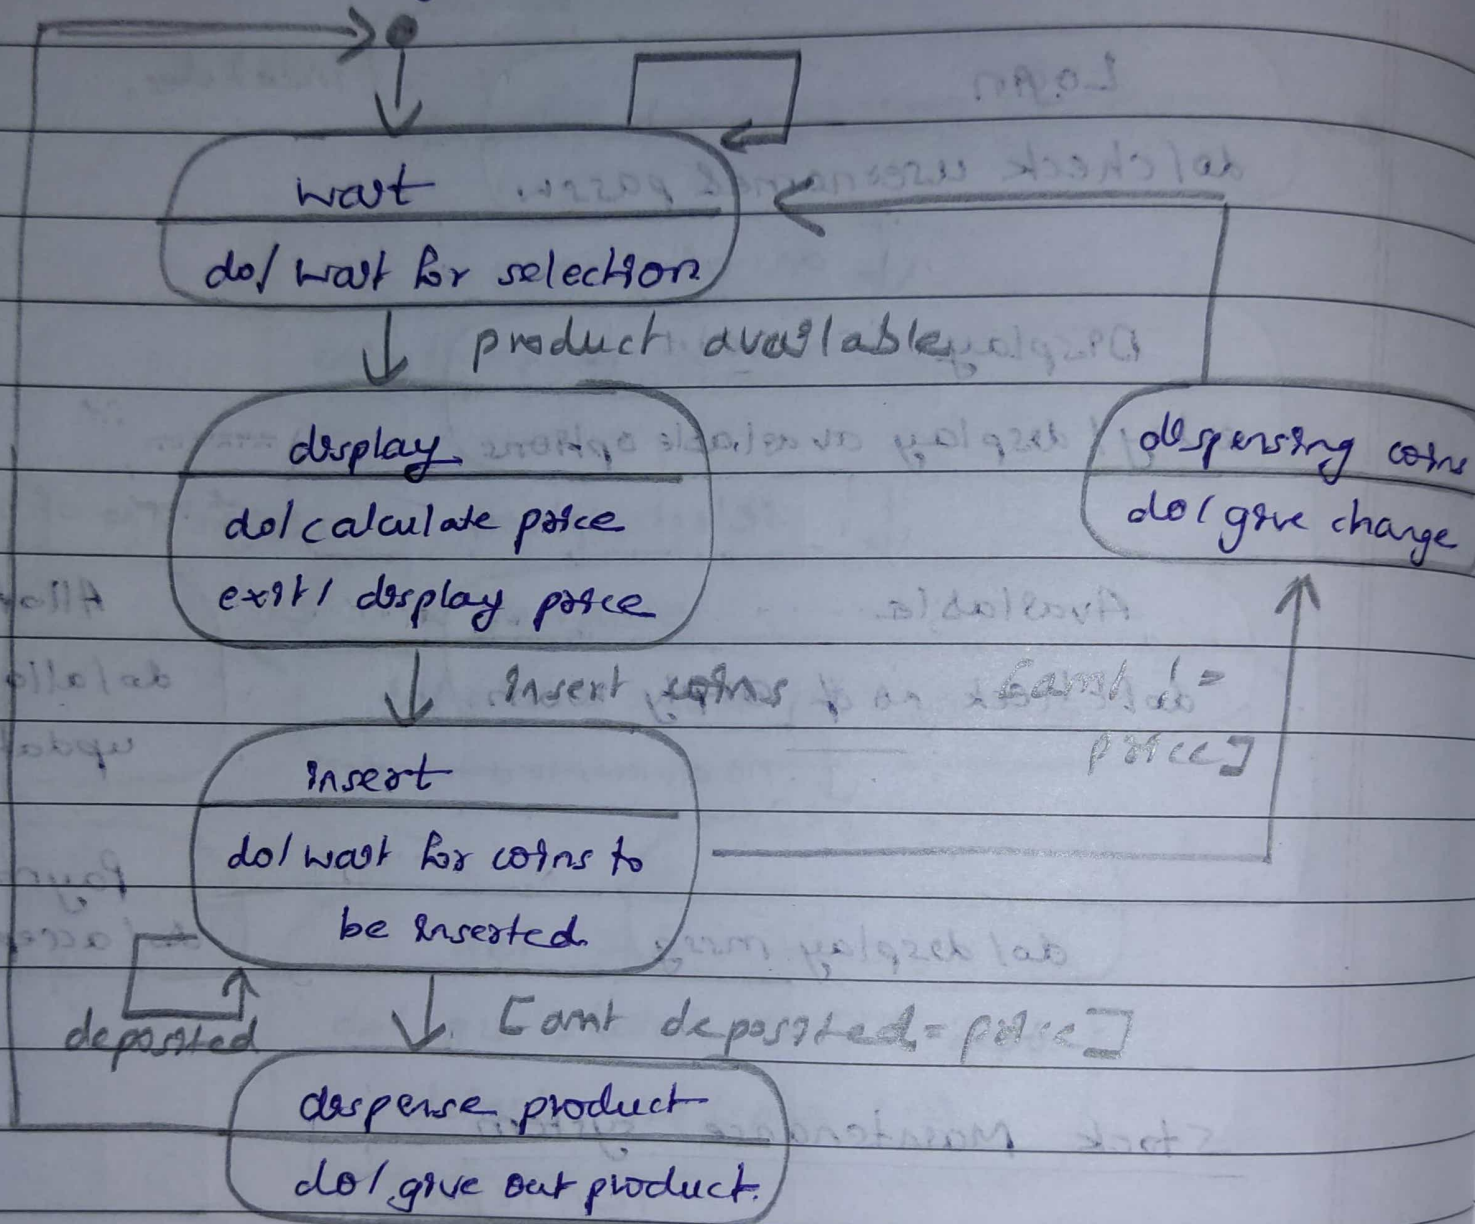 wait
do/ wait for selection
product available
display
do/ calculate price
exit/ display price
dispensing coins
do/ give change
insert coins
[amt !=
price]
insert
do/ wait for coins to
be inserted
deposited
[amt deposited = price]
dispense product
do/ give out product.